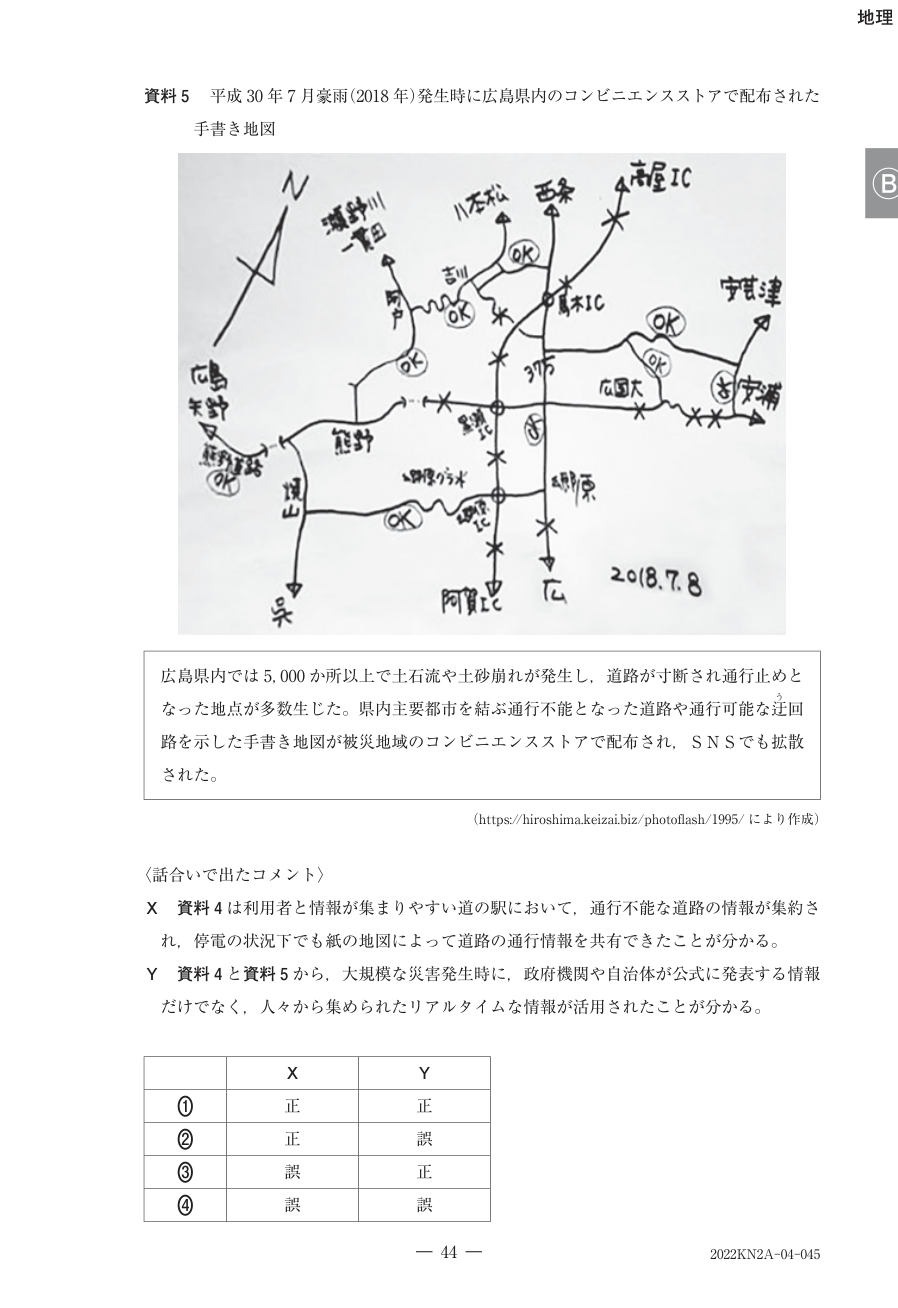 地理
資料5 平成30年7月豪雨(2018年)発生時に広島県内のコンビニエンスストアで配布された
手書き地図
B
N
高屋IC
西条
八本松
瀬野川
一貫田
OK
吉川
阿戸
OK
馬木IC
安芸津
OK
OK
375
OK
広島
矢野
広国大
安浦
黒瀬IC
熊野
熊野道路
OK
郷原
郷原IC
焼山
OK
2018.7.8
呉
阿賀IC
広
広島県内では5,000か所以上で土石流や土砂崩れが発生し，道路が寸断され通行止めと
なった地点が多数生じた。県内主要都市を結ぶ通行不能となった道路や通行可能な迂回
う
路を示した手書き地図が被災地域のコンビニエンスストアで配布され，ＳＮＳでも拡散
された。
（https://hiroshima.keizai.biz/photoflash/1995/ により作成）
〈話合いで出たコメント〉
X 資料4は利用者と情報が集まりやすい道の駅において，通行不能な道路の情報が集約さ
れ，停電の状況下でも紙の地図によって道路の通行情報を共有できたことが分かる。
Y 資料4と資料5から，大規模な災害発生時に，政府機関や自治体が公式に発表する情報
だけでなく，人々から集められたリアルタイムな情報が活用されたことが分かる。
X Y
① 正 正
② 正 誤
③ 誤 正
④ 誤 誤
― 44 ―
2022KN2A-04-045